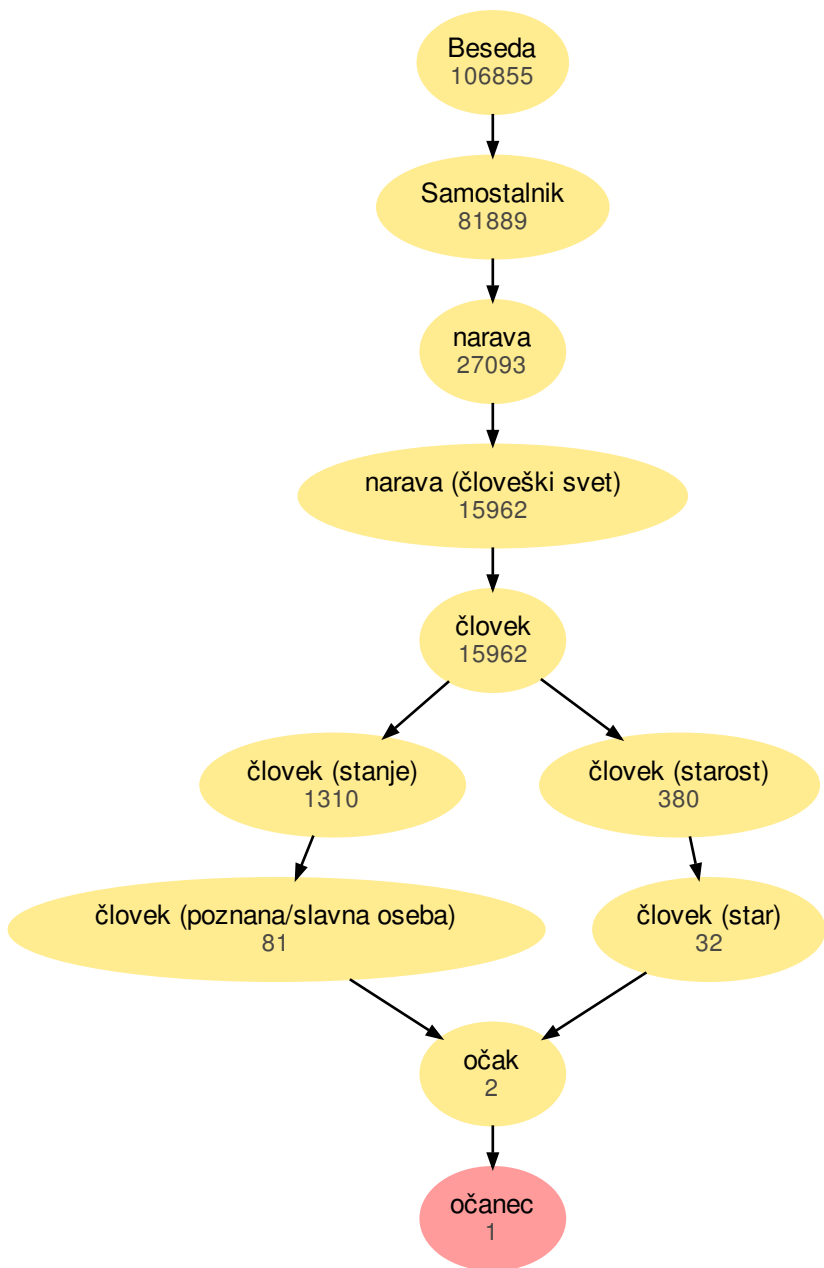 Beseda
106855
Samostalnik
81889
narava
27093
narava (človeški svet)
15962
človek
15962
človek (stanje)
1310
človek (starost)
380
človek (poznana/slavna oseba)
81
človek (star)
32
očak
2
očanec
1